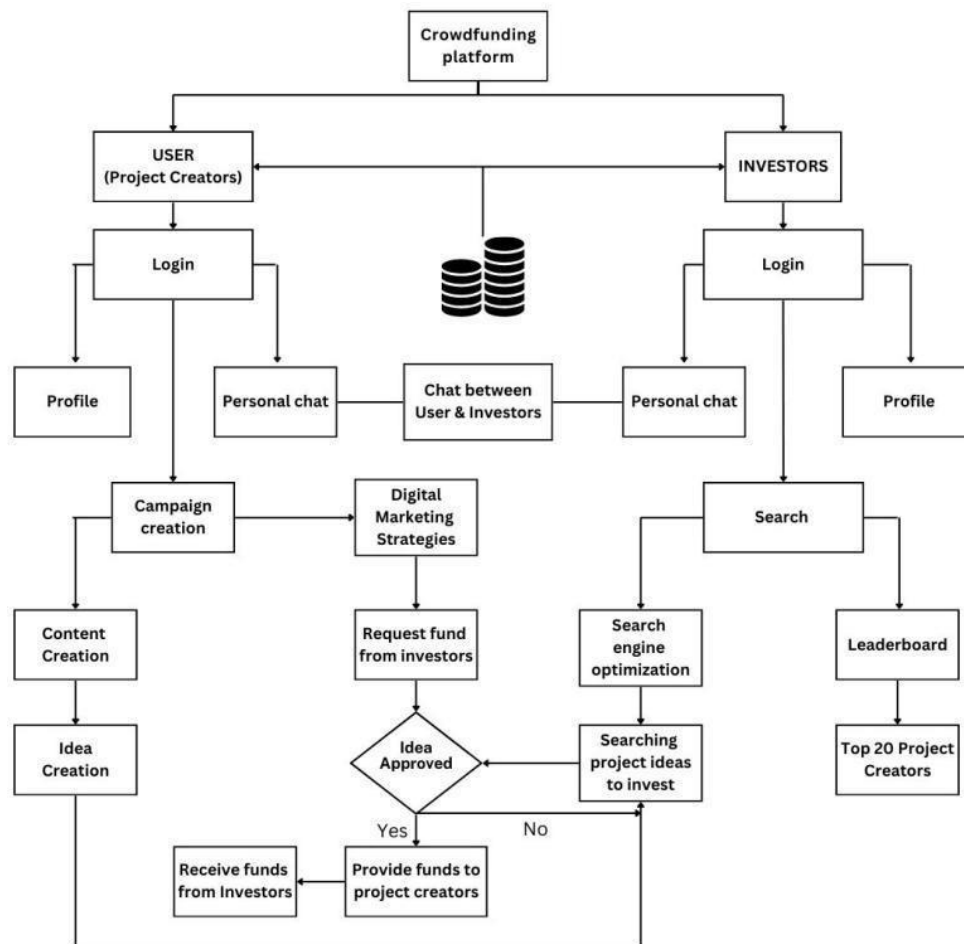 Crowdfunding
platform
USER
(Project Creators)
INVESTORS
Login
Login
Profile
Personal chat
Chat between
User & Investors
Personal chat
Profile
Campaign
creation
Digital
Marketing
Strategies
Search
Content
Creation
Request fund
from investors
Search
engine
optimization
Leaderboard
Idea
Creation
Idea
Approved
Searching
project ideas
to invest
Top 20 Project
Creators
Yes
No
Receive funds
from Investors
Provide funds to
project creators